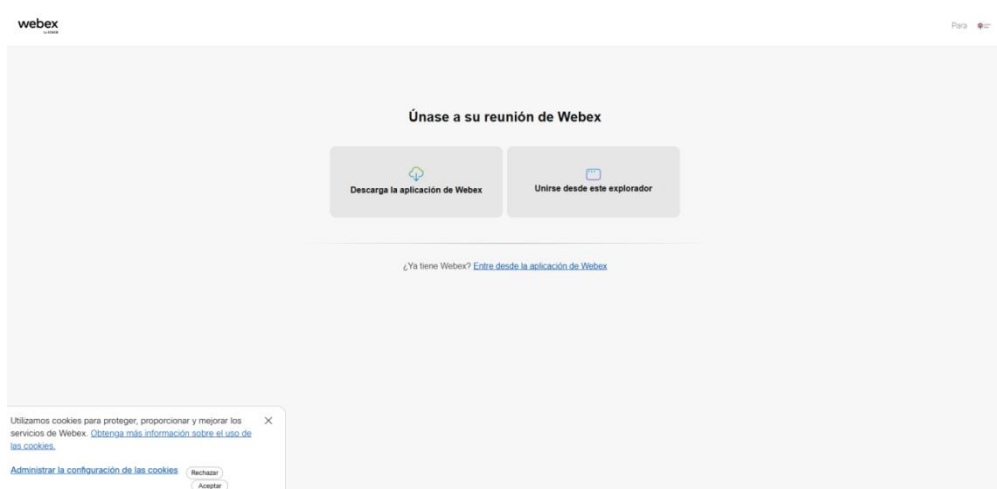 webex
Para
Únase a su reunión de Webex
Descarga la aplicación de Webex
Unirse desde este explorador
¿Ya tiene Webex? Entre desde la aplicación de Webex
Utilizamos cookies para proteger, proporcionar y mejorar los
servicios de Webex. Obtenga más información sobre el uso de
las cookies.
Administrar la configuración de las cookies
Rechazar
Aceptar